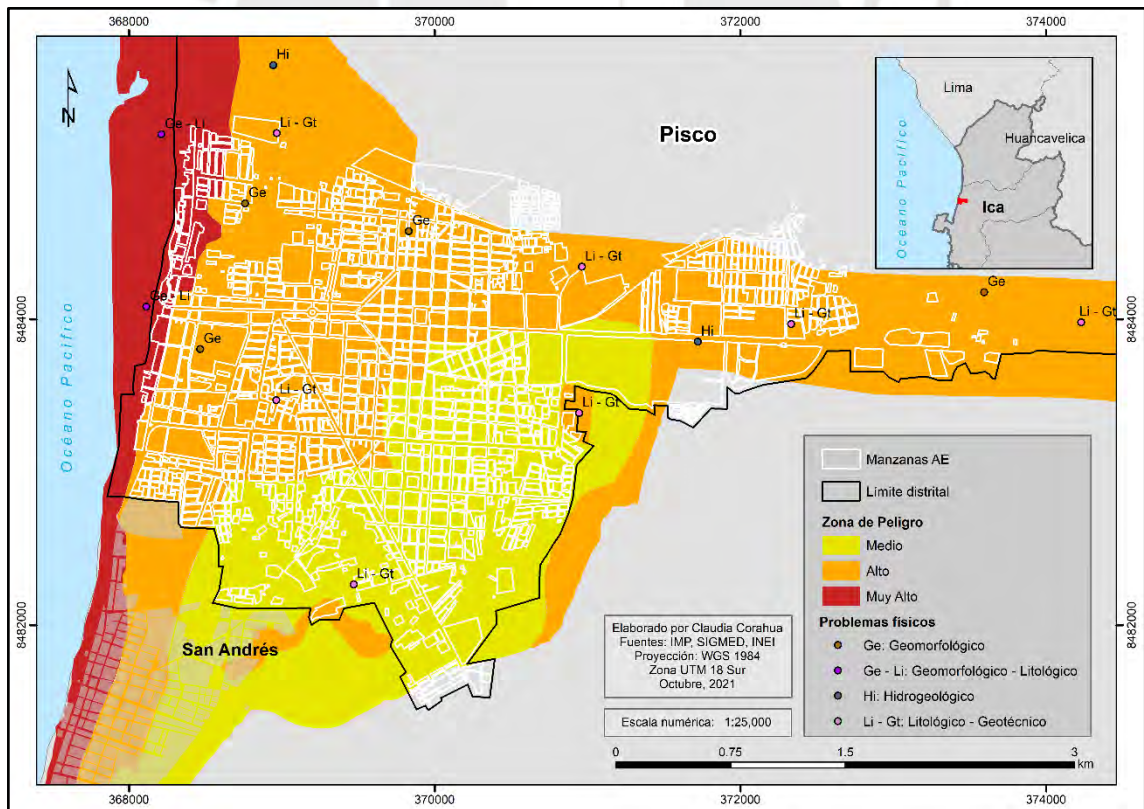 368000
370000
372000
374000
Hi
Lima
Huancavelica
Océano Pacífico
Ica
Ge - Li
Li - Gt
Pisco
N
Ge
Ge
Li - Gt
Ge
Li - Gt
Ge - Li
8484000
8484000
Hi
Li - Gt
Ge
Océano Pacífico
Li - Gt
Li - Gt
Li - Gt
San Andrés
8482000
8482000
Manzanas AE
Límite distrital
Zona de Peligro
Medio
Alto
Muy Alto
Problemas físicos
Ge: Geomorfológico
Ge - Li: Geomorfológico - Litológico
Hi: Hidrogeológico
Li - Gt: Litológico - Geotécnico
Elaborado por Claudia Corahua
Fuentes: IMP, SIGMED, INEI
Proyección: WGS 1984
Zona UTM 18 Sur
Octubre, 2021
Escala numérica: 1:25,000
0
0.75
1.5
3
km
368000
370000
372000
374000